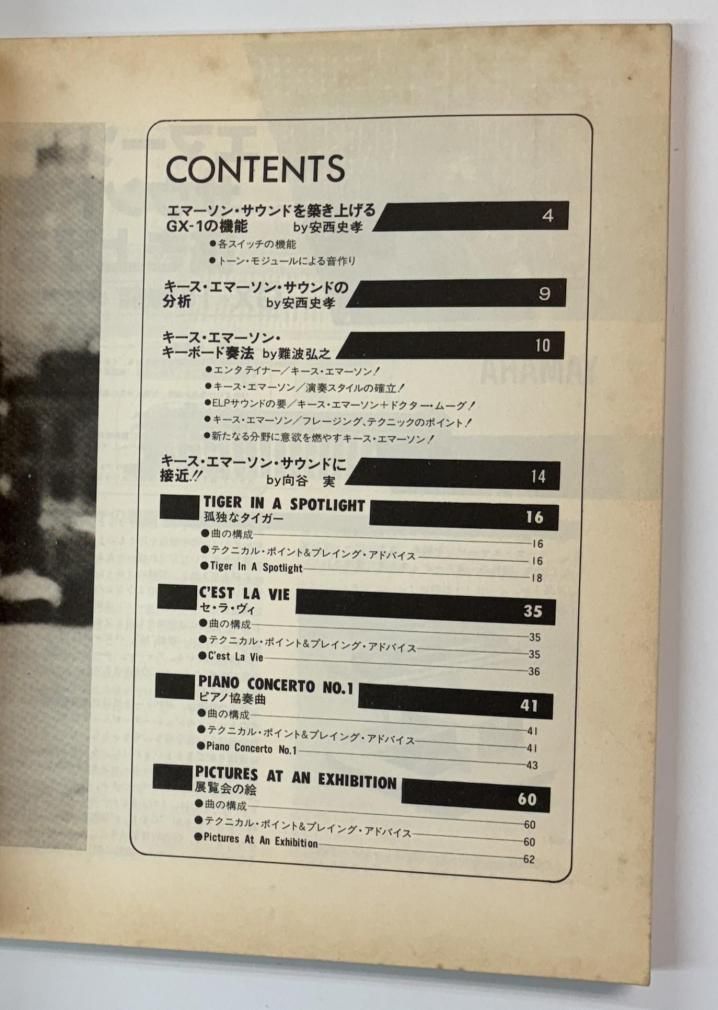 CONTENTS
エマーソン・サウンドを築き上げる
GX-1の機能 by安西史孝 4
●各スイッチの機能
●トーン・モジュールによる音作り
キース・エマーソン・サウンドの
分析 by安西史孝 9
キース・エマーソン・
キーボード奏法 by難波弘之 10
●エンタテイナー/キース・エマーソン!
●キース・エマーソン/演奏スタイルの確立!
●ELPサウンドの要/キース・エマーソン+ドクター・ムーグ!
●キース・エマーソン/フレージング、テクニックのポイント!
●新たなる分野に意欲を燃やすキース・エマーソン!
キース・エマーソン・サウンドに
接近!! by向谷 実 14
TIGER IN A SPOTLIGHT 16
孤独なタイガー
●曲の構成 16
●テクニカル・ポイント&プレイング・アドバイス 16
●Tiger In A Spotlight 18
C'EST LA VIE 35
セ・ラ・ヴィ
●曲の構成 35
●テクニカル・ポイント&プレイング・アドバイス 35
●C'est La Vie 36
PIANO CONCERTO NO.1 41
ピアノ協奏曲
●曲の構成 41
●テクニカル・ポイント&プレイング・アドバイス 41
●Piano Concerto No.1 43
PICTURES AT AN EXHIBITION 60
展覧会の絵
●曲の構成 60
●テクニカル・ポイント&プレイング・アドバイス 60
●Pictures At An Exhibition 62